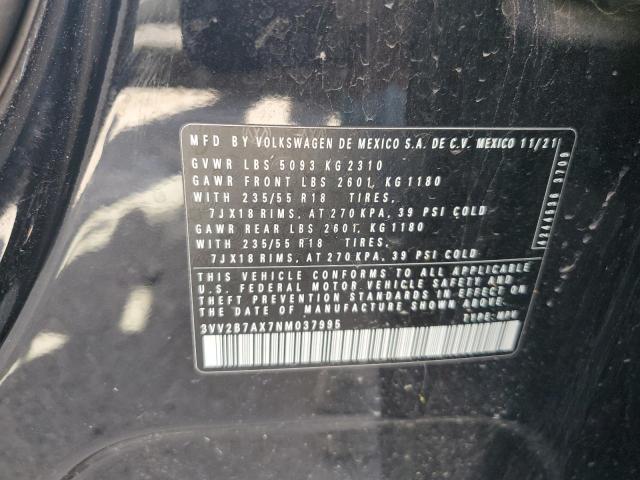 MFD BY VOLKSWAGEN DE MEXICO S.A. DE C.V. MEXICO 11/21
GVWR LBS 5093 KG 2310
GAWR FRONT LBS 2601 KG 1180
WITH 235/55 R18 TIRES,
7JX18 RIMS, AT 270 KPA, 39 PSI COLD
GAWR REAR LBS 2601 KG 1180
WITH 235/55 R18 TIRES,
7JX18 RIMS, AT 270 KPA, 39 PSI COLD
THIS VEHICLE CONFORMS TO ALL APPLICABLE
U.S. FEDERAL MOTOR VEHICLE SAFETY AND
THEFT PREVENTION STANDARDS IN EFFECT ON
THE DATE OF MANUFACTURE SHOWN ABOVE.
3VV2B7AX7NM037995
TYPE: MPV
3709